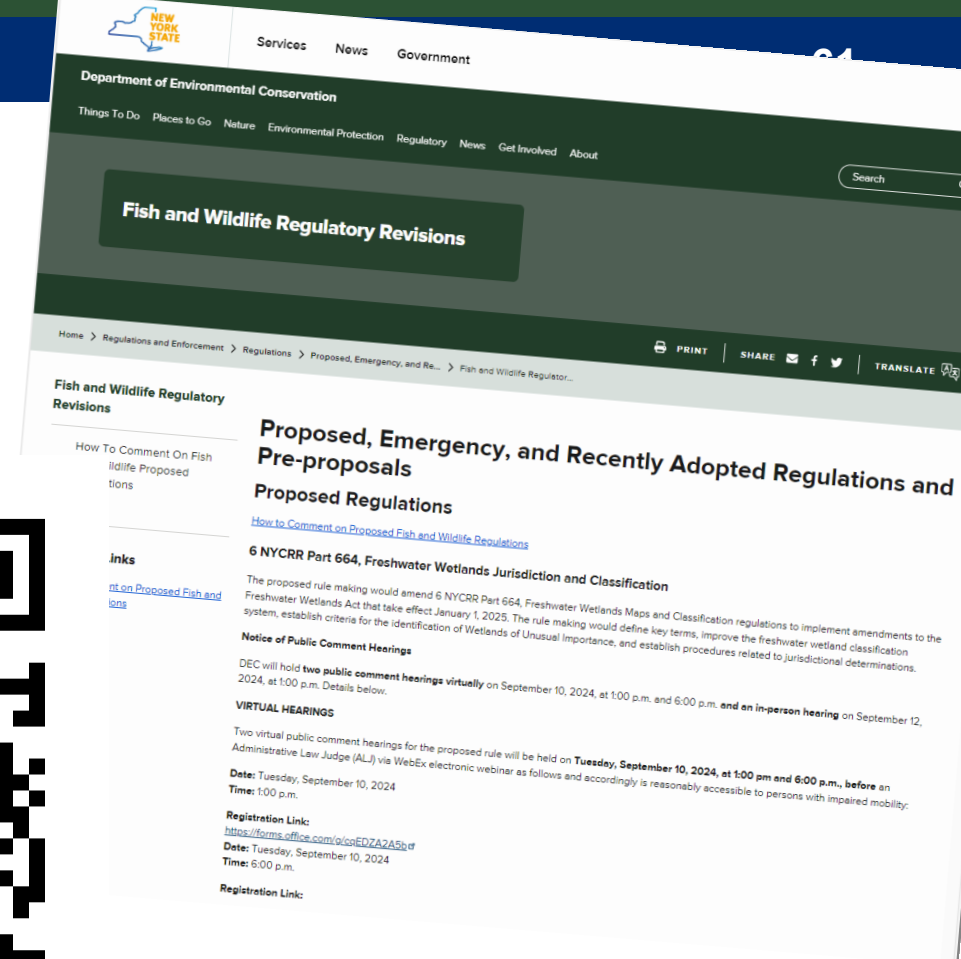 NEW
YORK
STATE
Services News Government
Department of Environmental Conservation
Things To Do Places to Go Nature Environmental Protection Regulatory News Get Involved About
Search
Fish and Wildlife Regulatory Revisions
PRINT SHARE TRANSLATE
Home > Regulations and Enforcement > Regulations > Proposed, Emergency, and Re... > Fish and Wildlife Regulator...
Fish and Wildlife Regulatory
Revisions
How To Comment On Fish
ildlife Proposed
tions
inks
nt on Proposed Fish and
ions
Proposed, Emergency, and Recently Adopted Regulations and
Pre-proposals
Proposed Regulations
How to Comment on Proposed Fish and Wildlife Regulations
6 NYCRR Part 664, Freshwater Wetlands Jurisdiction and Classification
The proposed rule making would amend 6 NYCRR Part 664, Freshwater Wetlands Maps and Classification regulations to implement amendments to the
Freshwater Wetlands Act that take effect January 1, 2025. The rule making would define key terms, improve the freshwater wetland classification
system, establish criteria for the identification of Wetlands of Unusual Importance, and establish procedures related to jurisdictional determinations.
Notice of Public Comment Hearings
DEC will hold two public comment hearings virtually on September 10, 2024, at 1:00 p.m. and 6:00 p.m. and an in-person hearing on September 12,
2024, at 1:00 p.m. Details below.
VIRTUAL HEARINGS
Two virtual public comment hearings for the proposed rule will be held on Tuesday, September 10, 2024, at 1:00 pm and 6:00 p.m., before an
Administrative Law Judge (ALJ) via WebEx electronic webinar as follows and accordingly is reasonably accessible to persons with impaired mobility:
Date: Tuesday, September 10, 2024
Time: 1:00 p.m.
Registration Link:
https://forms.office.com/g/cqEDZA2A5b
Date: Tuesday, September 10, 2024
Time: 6:00 p.m.
Registration Link: